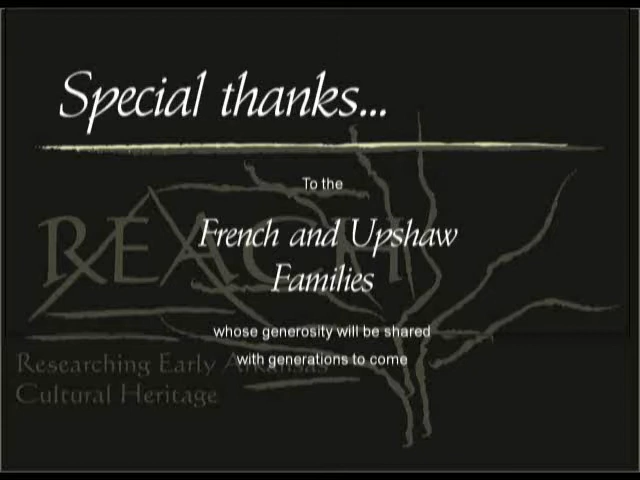 Special thanks...
To the
French and Upshaw
Families
whose generosity will be shared
with generations to come
REACH
Researching Early Arkansas
Cultural Heritage